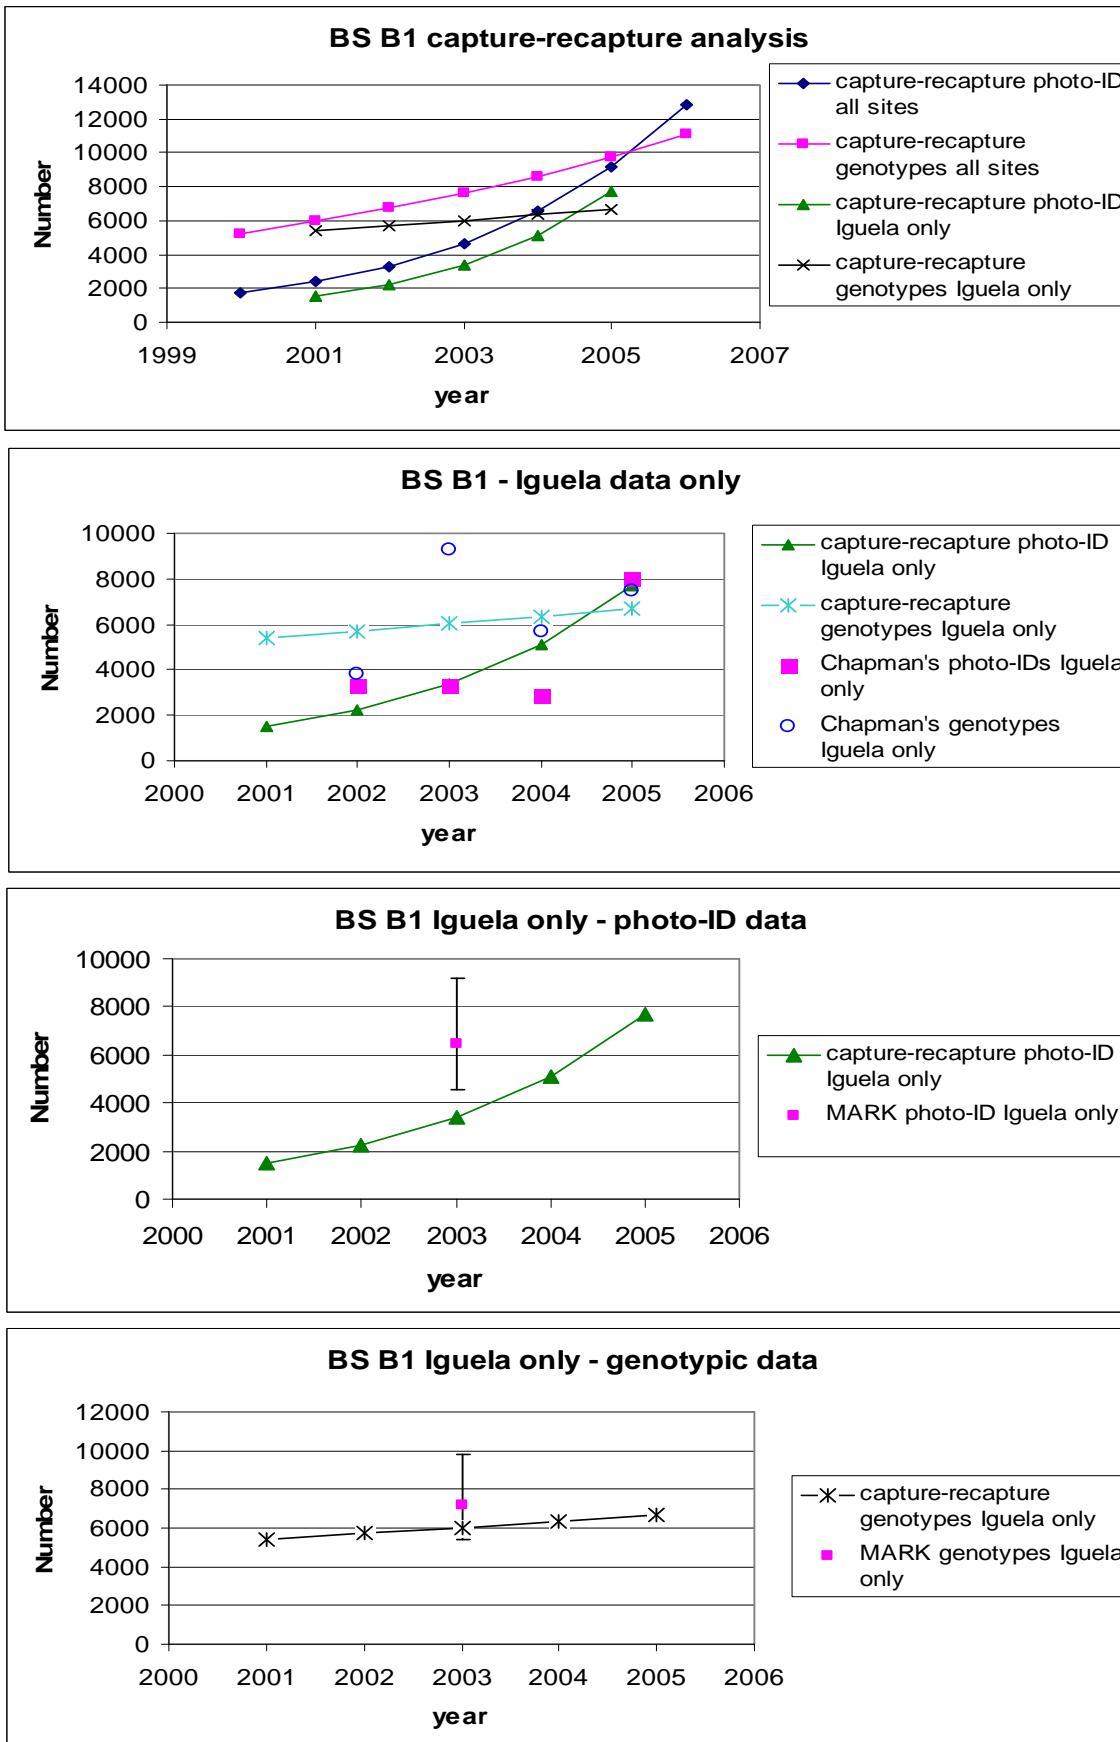 BS B1 capture-recapture analysis
14000
12000
10000
8000
6000
4000
2000
0
Number
1999
2001
2003
2005
2007
year
capture-recapture photo-ID
all sites
capture-recapture
genotypes all sites
capture-recapture photo-ID
Iguela only
capture-recapture
genotypes Iguela only
BS B1 - Iguela data only
10000
8000
6000
4000
2000
0
Number
2000
2001
2002
2003
2004
2005
2006
year
capture-recapture photo-ID
Iguela only
capture-recapture
genotypes Iguela only
Chapman's photo-IDs Iguela
only
Chapman's genotypes
Iguela only
BS B1 Iguela only - photo-ID data
10000
8000
6000
4000
2000
0
Number
2000
2001
2002
2003
2004
2005
2006
year
capture-recapture photo-ID
Iguela only
MARK photo-ID Iguela only
BS B1 Iguela only - genotypic data
12000
10000
8000
6000
4000
2000
0
Number
2000
2001
2002
2003
2004
2005
2006
year
capture-recapture
genotypes Iguela only
MARK genotypes Iguela
only